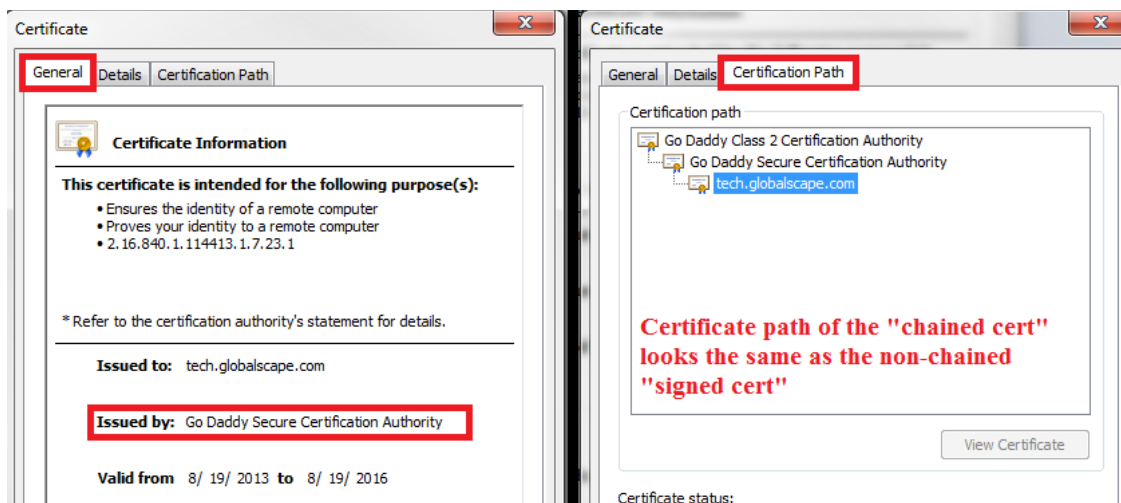 Certificate
General Details Certification Path
Certificate Information
This certificate is intended for the following purpose(s):
• Ensures the identity of a remote computer
• Proves your identity to a remote computer
• 2.16.840.1.114413.1.7.23.1
* Refer to the certification authority's statement for details.
Issued to: tech.globalscape.com
Issued by: Go Daddy Secure Certification Authority
Valid from 8/ 19/ 2013 to 8/ 19/ 2016
Certificate
General Details Certification Path
Certification path
Go Daddy Class 2 Certification Authority
Go Daddy Secure Certification Authority
tech.globalscape.com
Certificate path of the "chained cert"
looks the same as the non-chained
"signed cert"
View Certificate
Certificate status: